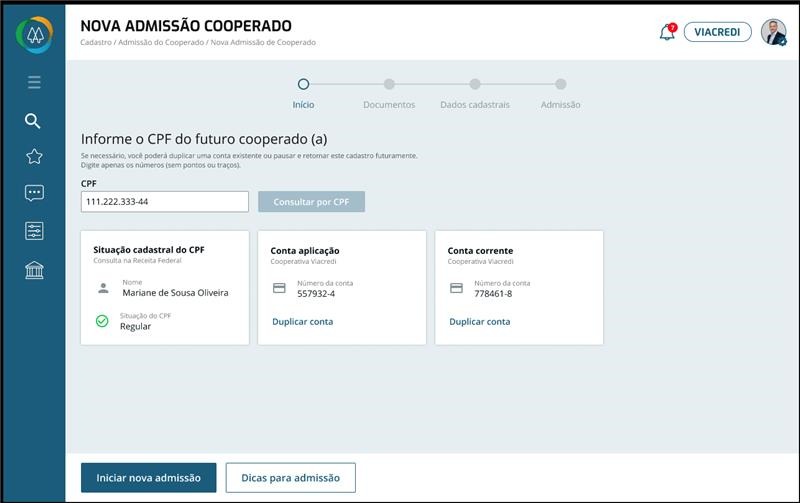 NOVA ADMISSÃO COOPERADO
Cadastro / Admissão do Cooperado / Nova Admissão de Cooperado
7
VIACREDI
Início
Documentos
Dados cadastrais
Admissão
Informe o CPF do futuro cooperado (a)
Se necessário, você poderá duplicar uma conta existente ou pausar e retornar este cadastro futuramente.
Digite apenas os números (sem pontos ou traços).
CPF
111.222.333-44
Consultar por CPF
Situação cadastral do CPF
Consulta na Receita Federal
Nome
Mariane de Sousa Oliveira
Situação do CPF
Regular
Conta aplicação
Cooperativa Viacredi
Número da conta
557932-4
Duplicar conta
Conta corrente
Cooperativa Viacredi
Número da conta
778461-8
Duplicar conta
Iniciar nova admissão
Dicas para admissão